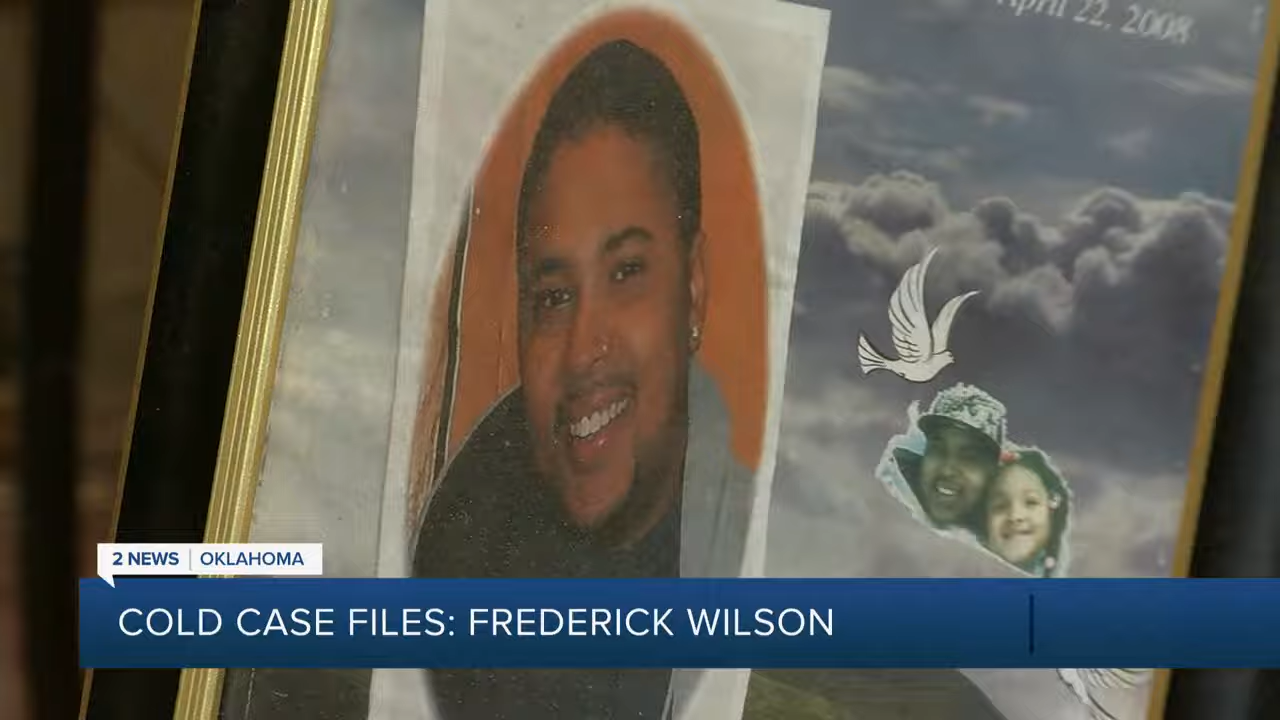 April 22, 2008
2 NEWS | OKLAHOMA
COLD CASE FILES: FREDERICK WILSON